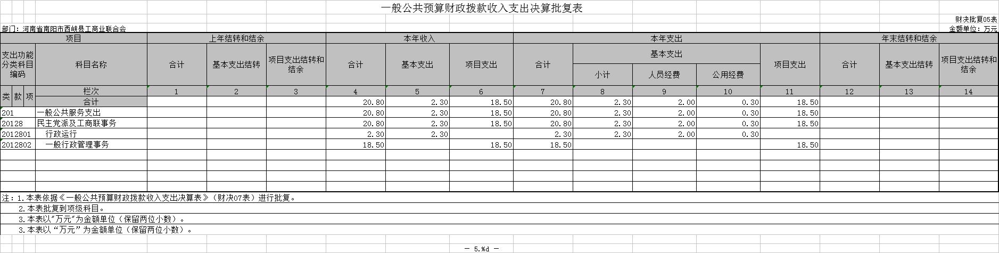 一般公共预算财政拨款收入支出决算批复表
财决批复05表
部门：河南省南阳市西峡县工商业联合会 金额单位：万元
项目 上年结转和结余 本年收入 本年支出 年末结转和结余
支出功能分类科目编码 科目名称 合计 基本支出结转 项目支出结转和结余 合计 基本支出 项目支出 合计 基本支出 项目支出 合计 基本支出结转 项目支出结转和结余
小计 人员经费 公用经费
类 款 项 栏次 1 2 3 4 5 6 7 8 9 10 11 12 13 14
合计 20.80 2.30 18.50 20.80 2.30 2.00 0.30 18.50
201 一般公共服务支出 20.80 2.30 18.50 20.80 2.30 2.00 0.30 18.50
20128 民主党派及工商联事务 20.80 2.30 18.50 20.80 2.30 2.00 0.30 18.50
2012801 行政运行 2.30 2.30 2.30 2.30 2.00 0.30
2012802 一般行政管理事务 18.50 18.50 18.50 18.50
注：1.本表依据《一般公共预算财政拨款收入支出决算表》（财决07表）进行批复。
2.本表批复到项级科目。
3.本表以"万元"为金额单位（保留两位小数）。
3.本表以“万元”为金额单位（保留两位小数）。
— 5.%d —